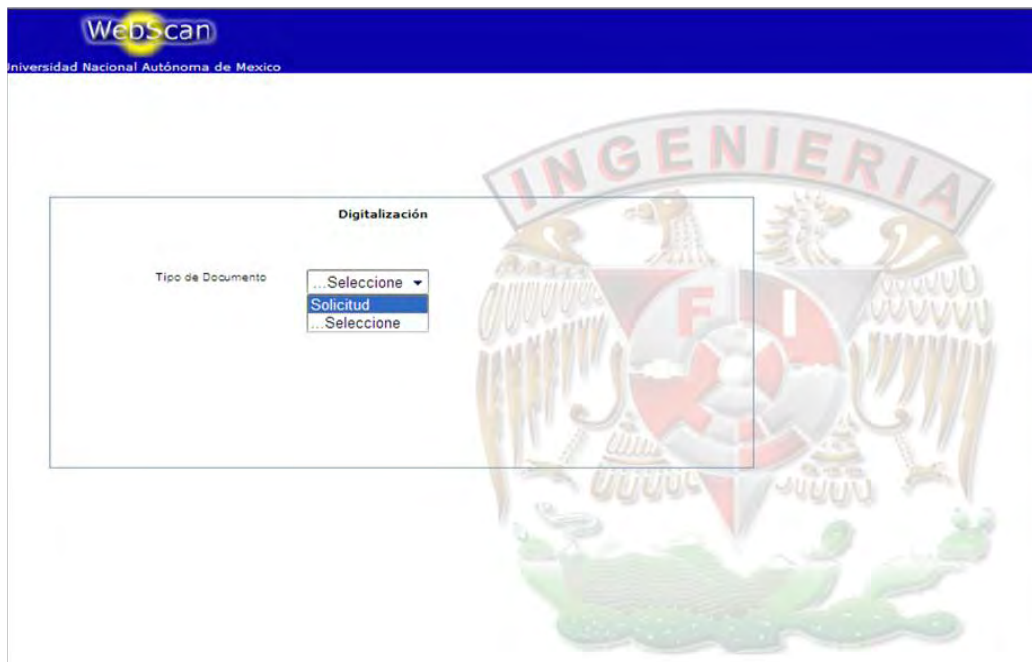 WebScan
Universidad Nacional Autónoma de Mexico
INGENIERIA
Digitalización
Tipo de Documento
...Seleccione
Solicitud
...Seleccione
F I